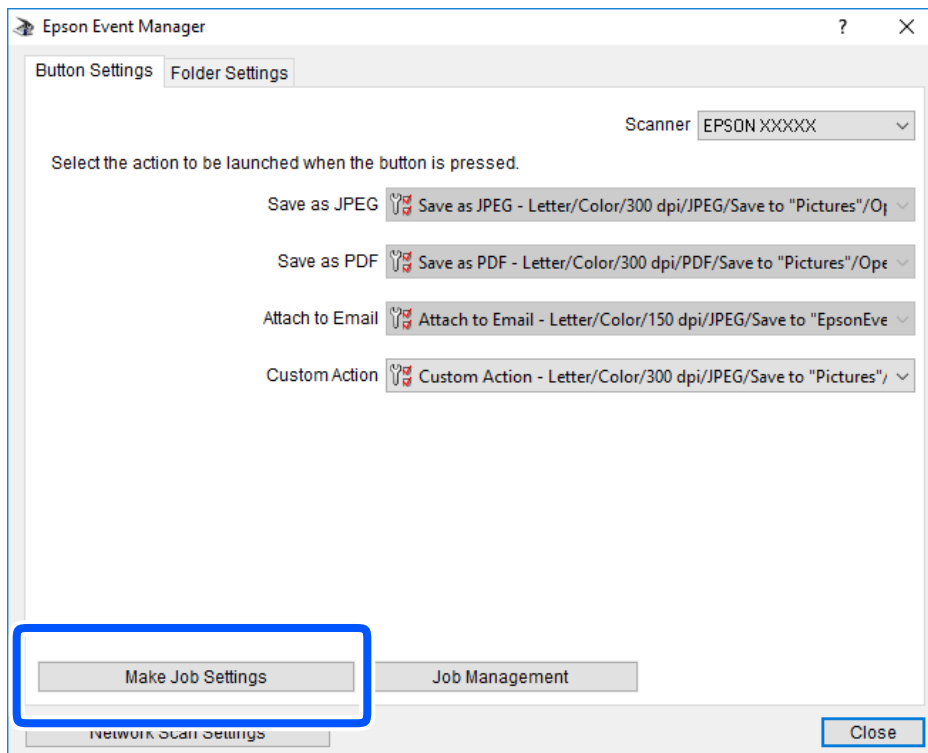 Epson Event Manager
Button Settings Folder Settings
Scanner EPSON XXXXX
Select the action to be launched when the button is pressed.
Save as JPEG Save as JPEG - Letter/Color/300 dpi/JPEG/Save to "Pictures"/Op
Save as PDF Save as PDF - Letter/Color/300 dpi/PDF/Save to "Pictures"/Ope
Attach to Email Attach to Email - Letter/Color/150 dpi/JPEG/Save to "EpsonEve
Custom Action Custom Action - Letter/Color/300 dpi/JPEG/Save to "Pictures"/
Make Job Settings Job Management
Network Scan Settings Close